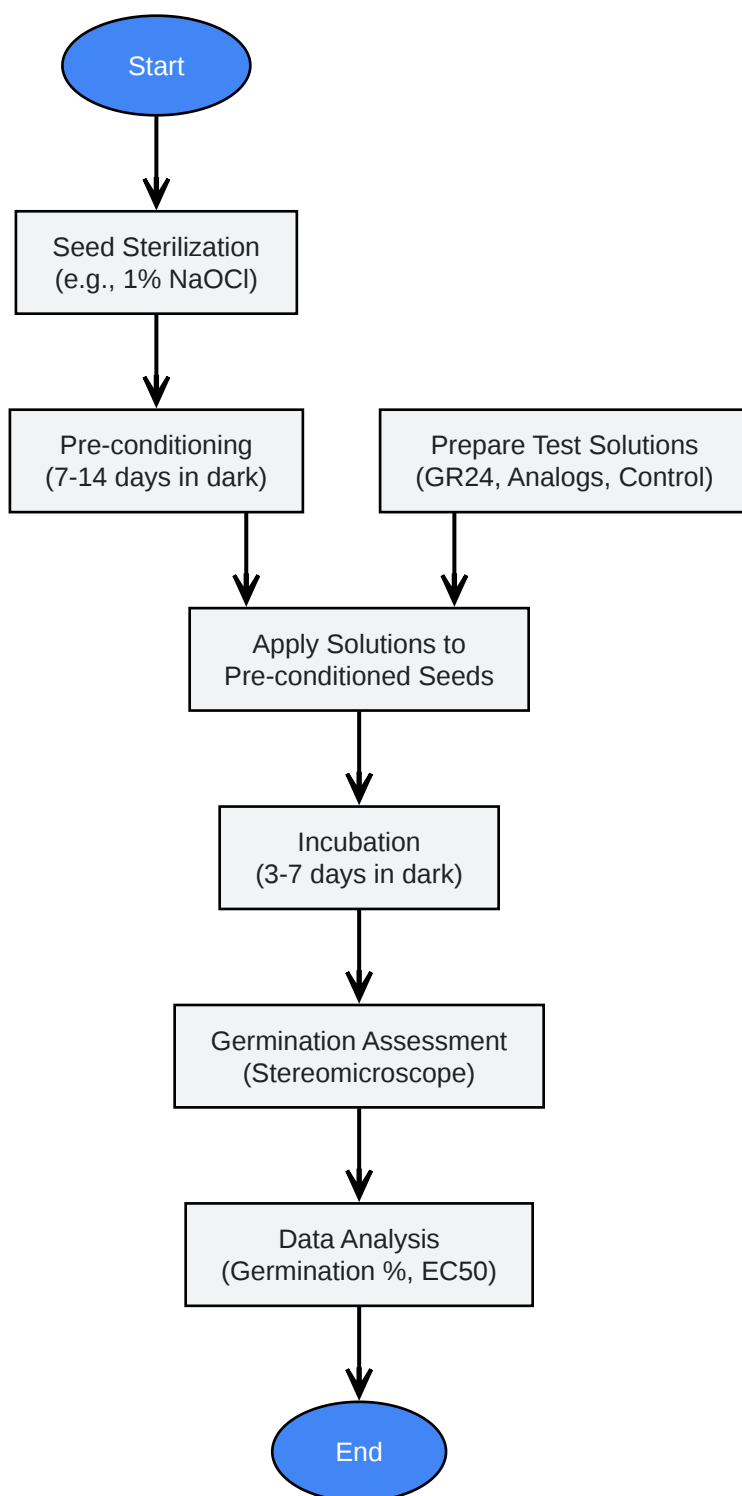 Start
Seed Sterilization
(e.g., 1% NaOCl)
Pre-conditioning
(7-14 days in dark)
Prepare Test Solutions
(GR24, Analogs, Control)
Apply Solutions to
Pre-conditioned Seeds
Incubation
(3-7 days in dark)
Germination Assessment
(Stereomicroscope)
Data Analysis
(Germination %, EC50)
End